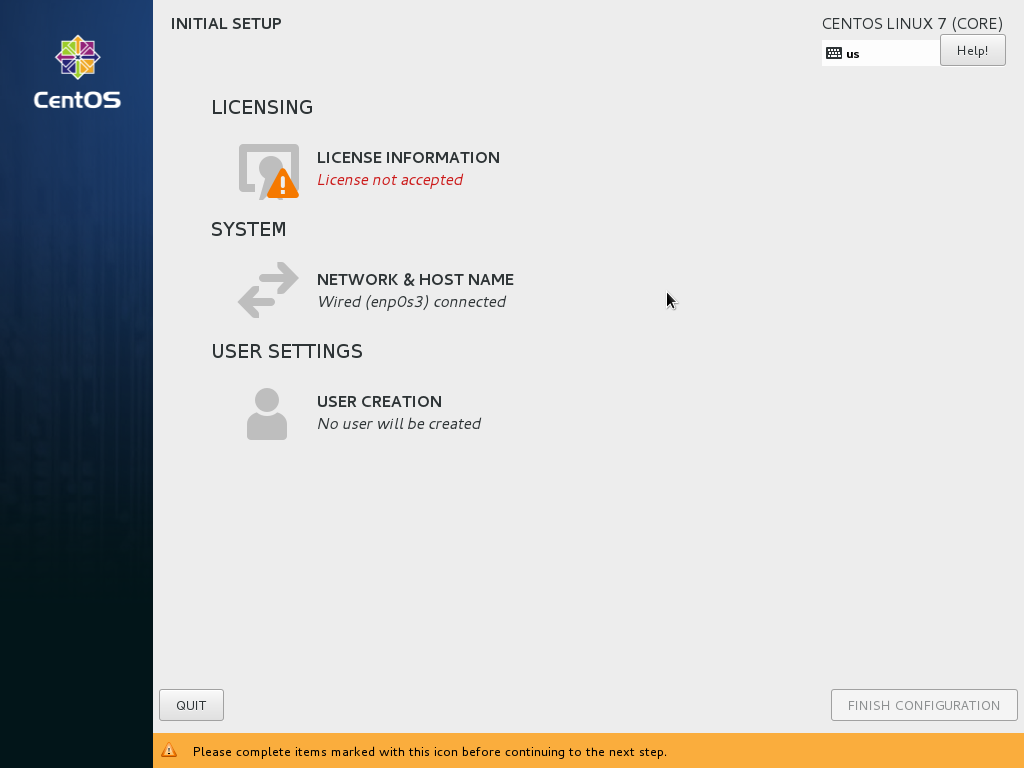 INITIAL SETUP
CENTOS LINUX 7 (CORE)
us
Help!
CentOS
LICENSING
LICENSE INFORMATION
License not accepted
SYSTEM
NETWORK & HOST NAME
Wired (enp0s3) connected
USER SETTINGS
USER CREATION
No user will be created
QUIT
FINISH CONFIGURATION
Please complete items marked with this icon before continuing to the next step.